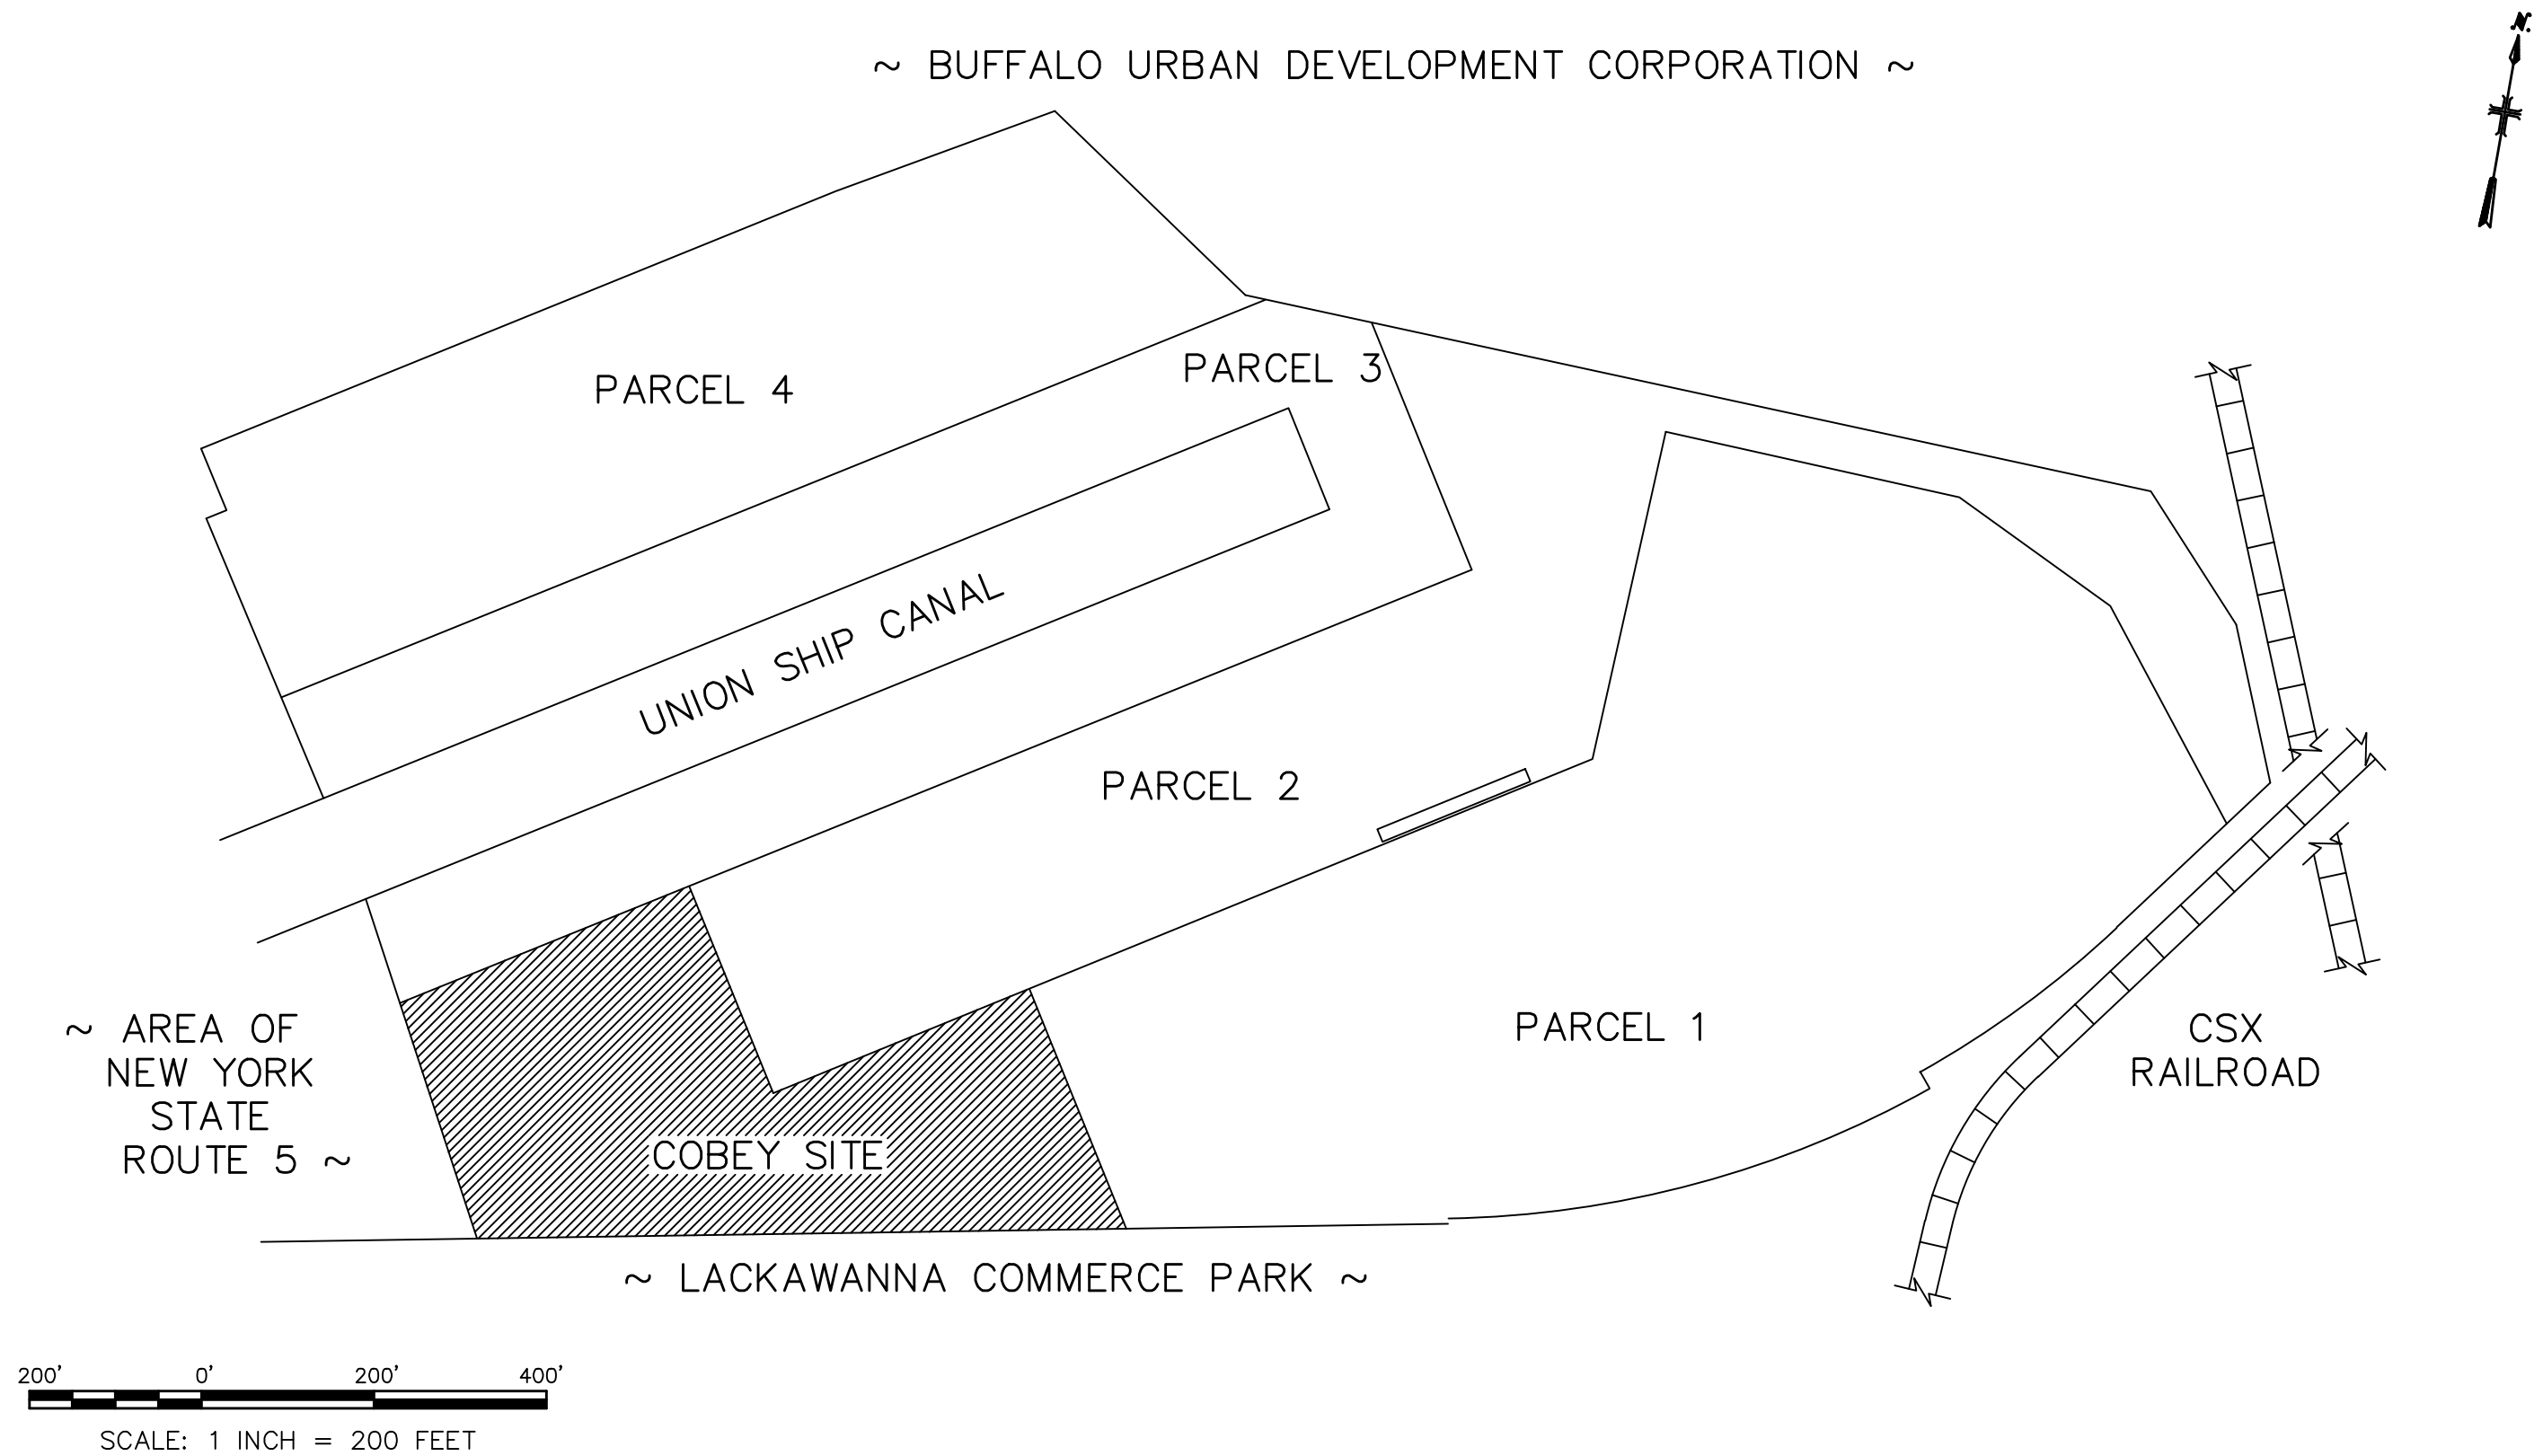 N.
~ BUFFALO URBAN DEVELOPMENT CORPORATION ~
PARCEL 3
PARCEL 4
UNION SHIP CANAL
PARCEL 2
~ AREA OF
NEW YORK
STATE
ROUTE 5 ~
PARCEL 1
CSX
RAILROAD
COBEY SITE
~ LACKAWANNA COMMERCE PARK ~
200' 0' 200' 400'
SCALE: 1 INCH = 200 FEET